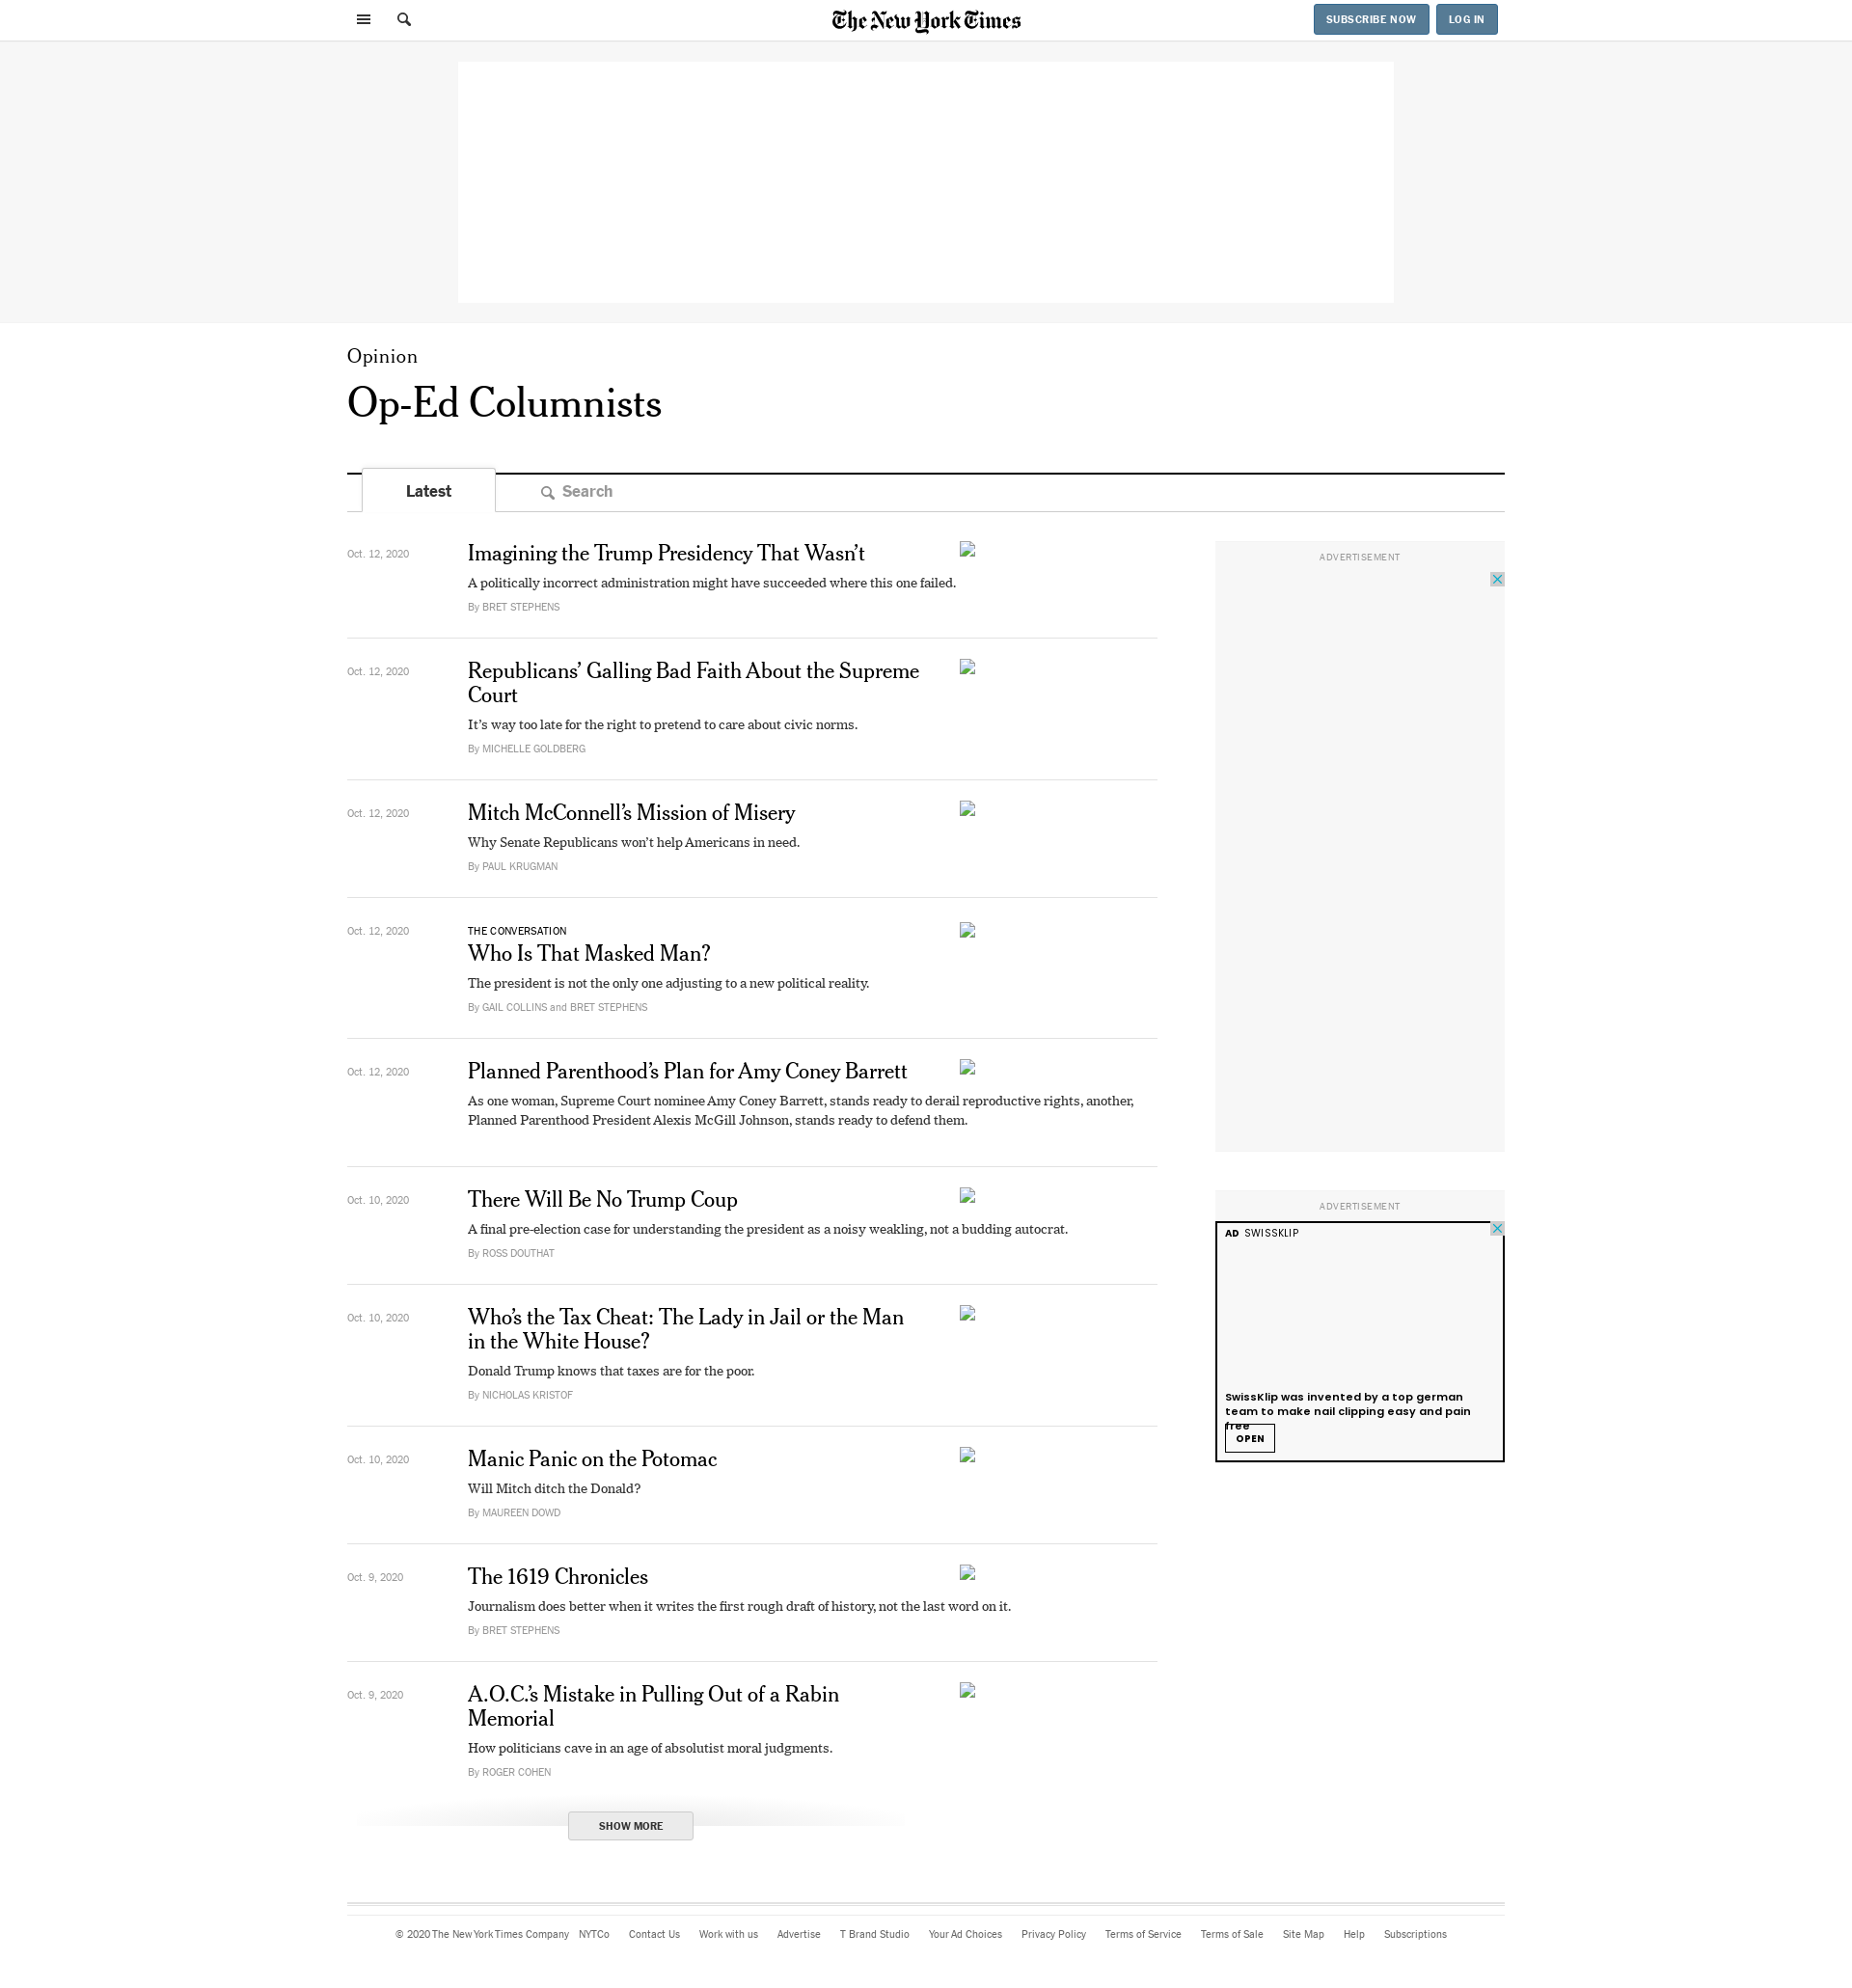 The New York Times
SUBSCRIBE NOW
LOG IN
Opinion
Op-Ed Columnists
Latest
Search
Oct. 12, 2020
Imagining the Trump Presidency That Wasn’t
A politically incorrect administration might have succeeded where this one failed.
By BRET STEPHENS
Oct. 12, 2020
Republicans’ Galling Bad Faith About the Supreme
Court
It’s way too late for the right to pretend to care about civic norms.
By MICHELLE GOLDBERG
Oct. 12, 2020
Mitch McConnell’s Mission of Misery
Why Senate Republicans won’t help Americans in need.
By PAUL KRUGMAN
Oct. 12, 2020
THE CONVERSATION
Who Is That Masked Man?
The president is not the only one adjusting to a new political reality.
By GAIL COLLINS and BRET STEPHENS
Oct. 12, 2020
Planned Parenthood’s Plan for Amy Coney Barrett
As one woman, Supreme Court nominee Amy Coney Barrett, stands ready to derail reproductive rights, another,
Planned Parenthood President Alexis McGill Johnson, stands ready to defend them.
Oct. 10, 2020
There Will Be No Trump Coup
A final pre-election case for understanding the president as a noisy weakling, not a budding autocrat.
By ROSS DOUTHAT
Oct. 10, 2020
Who’s the Tax Cheat: The Lady in Jail or the Man
in the White House?
Donald Trump knows that taxes are for the poor.
By NICHOLAS KRISTOF
Oct. 10, 2020
Manic Panic on the Potomac
Will Mitch ditch the Donald?
By MAUREEN DOWD
Oct. 9, 2020
The 1619 Chronicles
Journalism does better when it writes the first rough draft of history, not the last word on it.
By BRET STEPHENS
Oct. 9, 2020
A.O.C.’s Mistake in Pulling Out of a Rabin
Memorial
How politicians cave in an age of absolutist moral judgments.
By ROGER COHEN
SHOW MORE
ADVERTISEMENT
ADVERTISEMENT
AD SWISSKLIP
SwissKlip was invented by a top german
team to make nail clipping easy and pain
free
OPEN
© 2020 The New York Times Company NYTCo Contact Us Work with us Advertise T Brand Studio Your Ad Choices Privacy Policy Terms of Service Terms of Sale Site Map Help Subscriptions